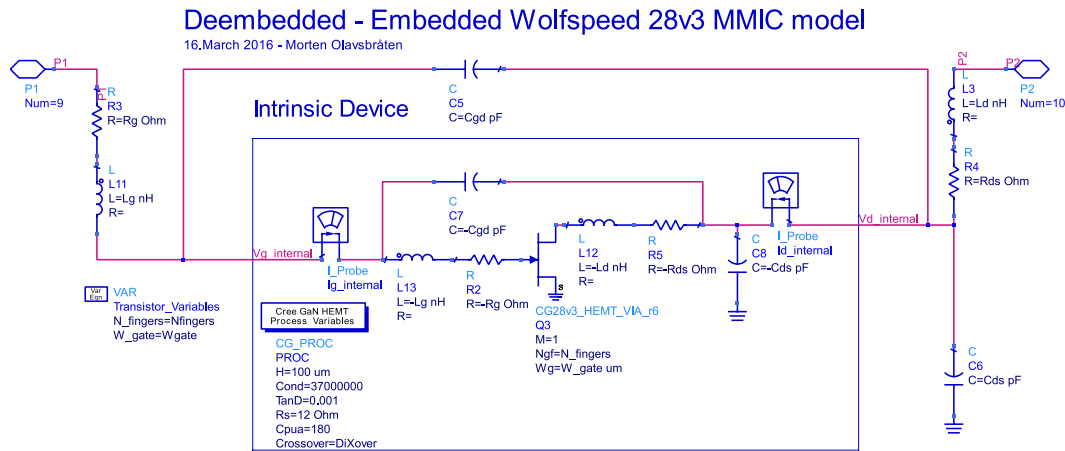 Deembedded - Embedded Wolfspeed 28v3 MMIC model
16.March 2016 - Morten Olavsbråten
P1
P1
Num=9
P1
R
R3
R=Rg Ohm
L
L11
L=Lg nH
R=
C
C5
C=Cgd pF
P2
P2
L
L3
L=Ld nH
R=
P2
Num=10
R
R4
R=Rds Ohm
Intrinsic Device
C
C7
C=-Cgd pF
Vg_internal
I_Probe
Ig_internal
L
L13
L=-Lg nH
R=
R
R2
R=-Rg Ohm
L
L12
L=-Ld nH
R=
R
R5
R=-Rds Ohm
C
C8
C=-Cds pF
I_Probe
Id_internal
Vd_internal
s
CG28v3_HEMT_VIA_r6
Q3
M=1
Ngf=N_fingers
Wg=W_gate um
Var
Eqn
VAR
Transistor_Variables
N_fingers=Nfingers
W_gate=Wgate
Cree GaN HEMT
Process Variables
CG_PROC
PROC
H=100 um
Cond=37000000
TanD=0.001
Rs=12 Ohm
Cpua=180
Crossover=DiXover
C
C6
C=Cds pF